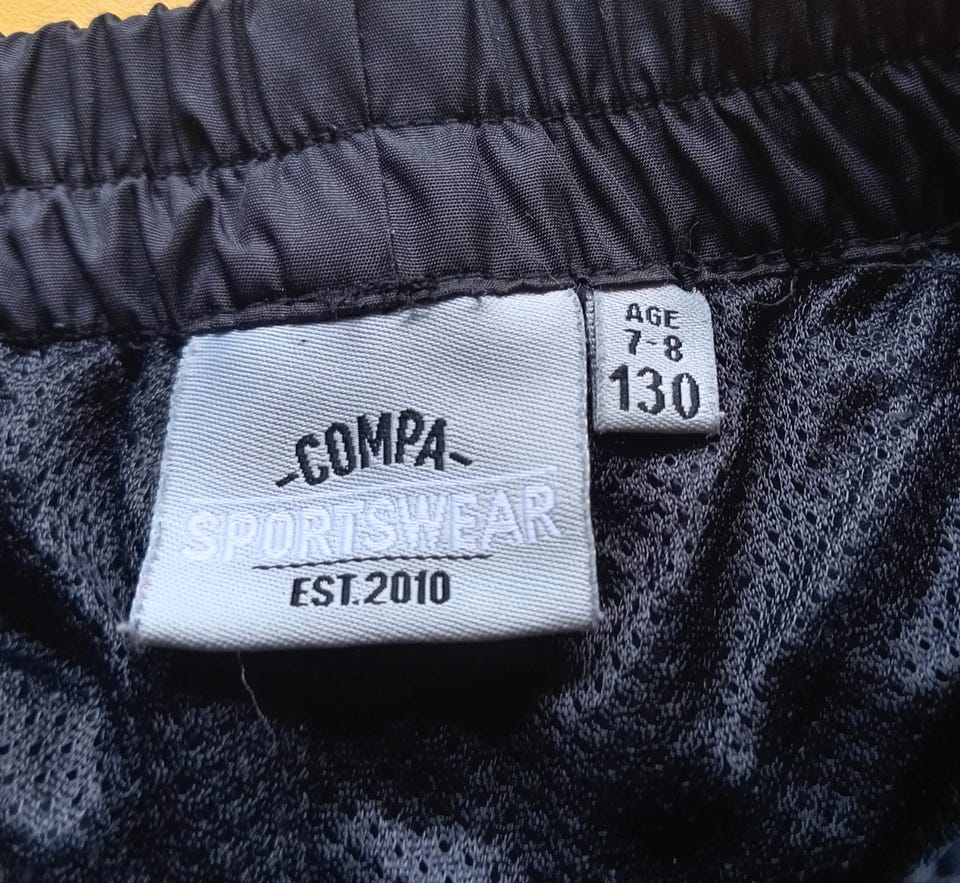 -COMPA-
SPORTSWEAR
EST.2010
AGE
7-8
130